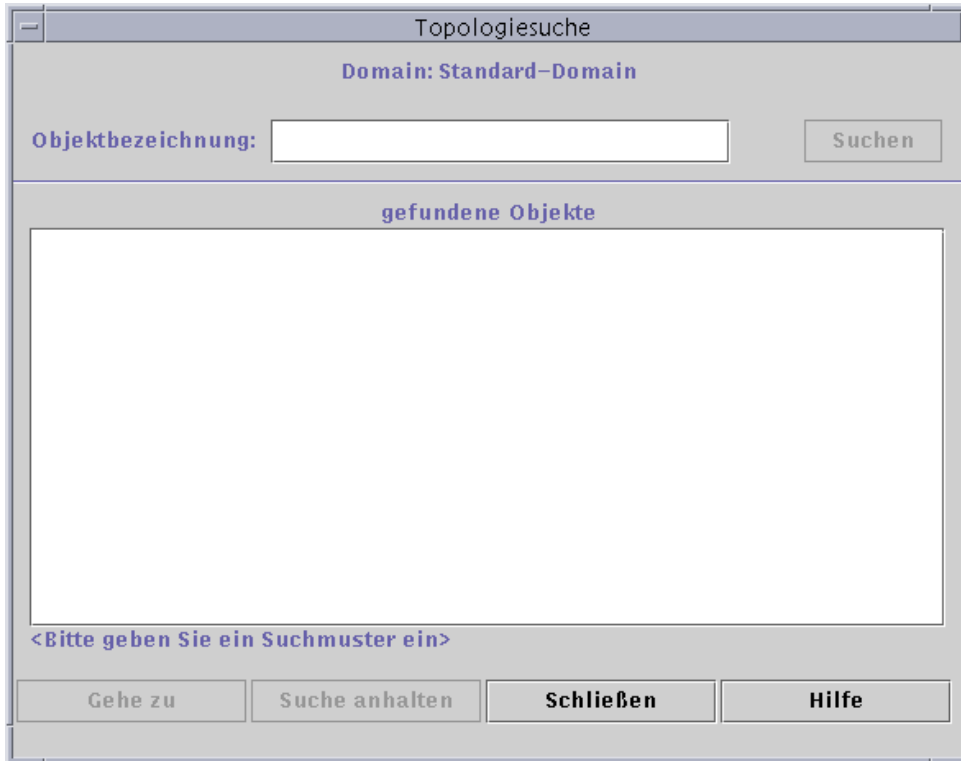 Topologiesuche
Domain: Standard–Domain
Objektbezeichnung: Suchen
gefundene Objekte
<Bitte geben Sie ein Suchmuster ein>
Gehe zu Suche anhalten Schließen Hilfe